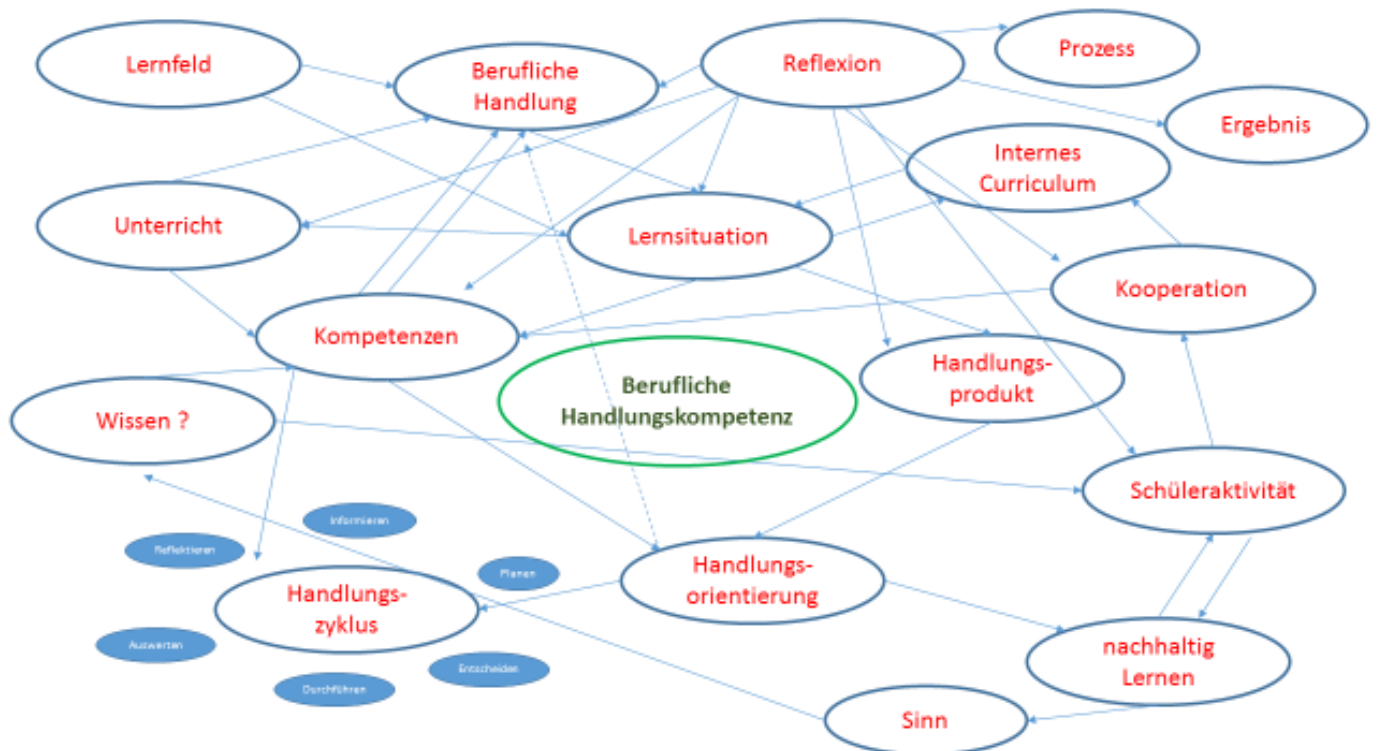 Lernfeld
Berufliche
Handlung
Reflexion
Prozess
Ergebnis
Internes
Curriculum
Unterricht
Lernsituation
Kooperation
Kompetenzen
Handlungs-
produkt
Berufliche
Handlungskompetenz
Wissen ?
Schüleraktivität
Informieren
Reflektieren
Planen
Handlungs-
orientierung
Handlungs-
zyklus
Auswerten
Entscheiden
Durchführen
nachhaltig
Lernen
Sinn